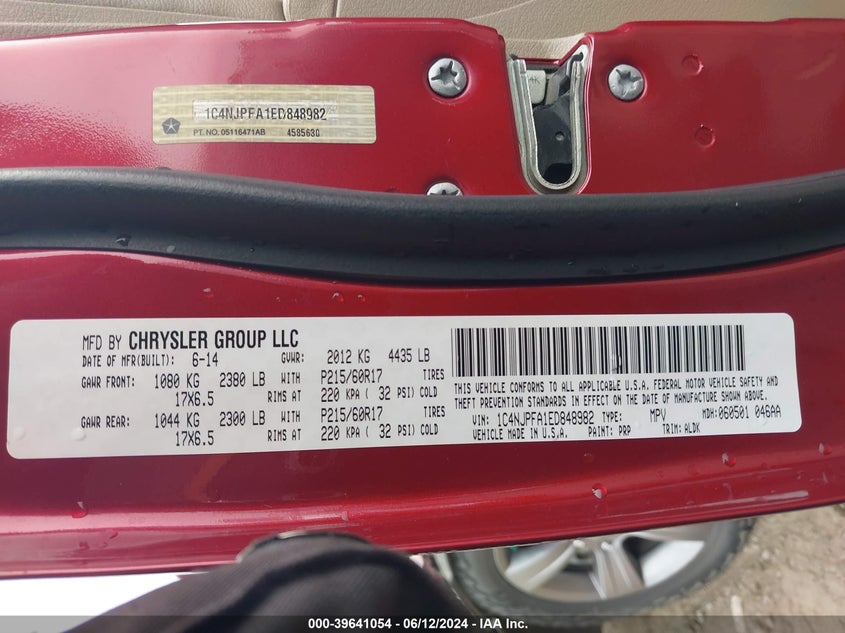 1C4NJPFA1ED848982
PT. NO. 05116471AB 4585630
MFD BY CHRYSLER GROUP LLC
DATE OF MFR(BUILT): 6-14 GVWR: 2012 KG 4435 LB
GAWR FRONT: 1080 KG 2380 LB WITH P215/60R17 TIRES
17X6.5 RIMS AT 220 KPA ( 32 PSI) COLD
GAWR REAR: 1044 KG 2300 LB WITH P215/60R17 TIRES
17X6.5 RIMS AT 220 KPA ( 32 PSI) COLD
THIS VEHICLE CONFORMS TO ALL APPLICABLE U.S.A. FEDERAL MOTOR VEHICLE SAFETY AND
THEFT PREVENTION STANDARDS IN EFFECT ON THE DATE OF MANUFACTURE SHOWN ABOVE.
VIN: 1C4NJPFA1ED848982 TYPE: MPV MDH: 060501 046AA
VEHICLE MADE IN U.S.A. PAINT: PRP TRIM: ALDK
000-39641054 - 06/12/2024 - IAA Inc.